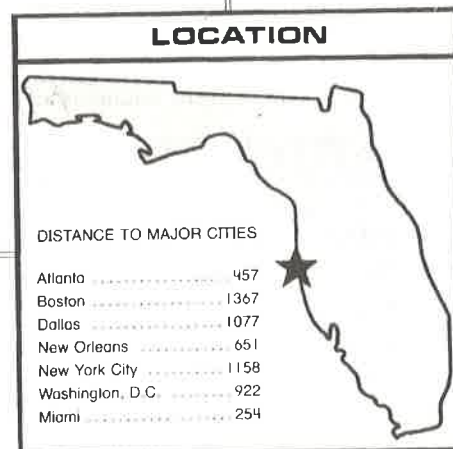 LOCATION
DISTANCE TO MAJOR CITIES
Atlanta ............ 457
Boston ............ 1367
Dallas ............ 1077
New Orleans ............ 651
New York City ............ 1158
Washington, D.C. ............ 922
Miami ............ 254